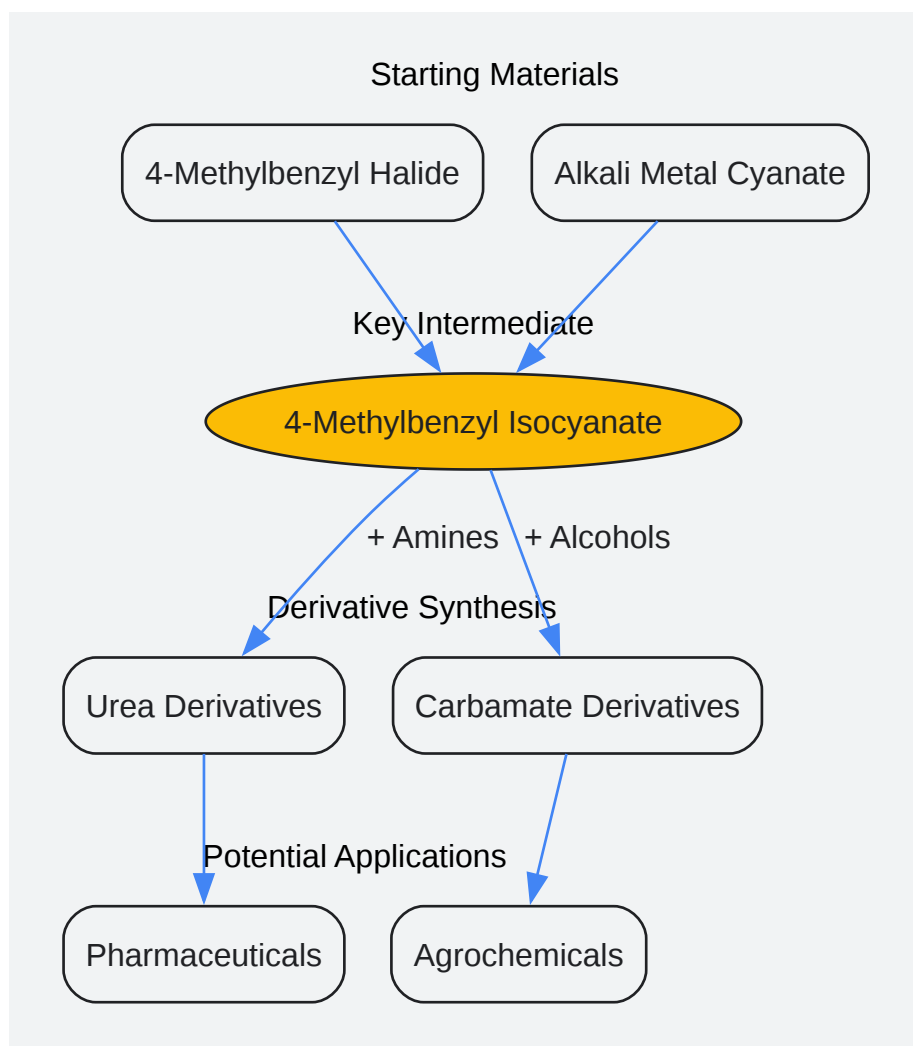 Starting Materials
4-Methylbenzyl Halide
Alkali Metal Cyanate
Key Intermediate
4-Methylbenzyl Isocyanate
+ Amines
+ Alcohols
Derivative Synthesis
Urea Derivatives
Carbamate Derivatives
Potential Applications
Pharmaceuticals
Agrochemicals